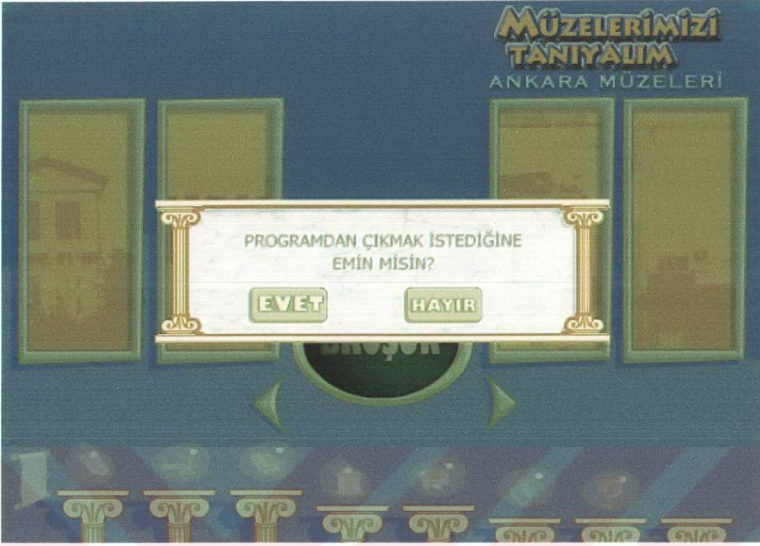 MÜZELERİMİZİ
TANIYALIM
ANKARA MÜZELERİ
PROGRAMDAN ÇIKMAK İSTEDİĞİNE
EMİN MİSİN?
EVET
HAYIR